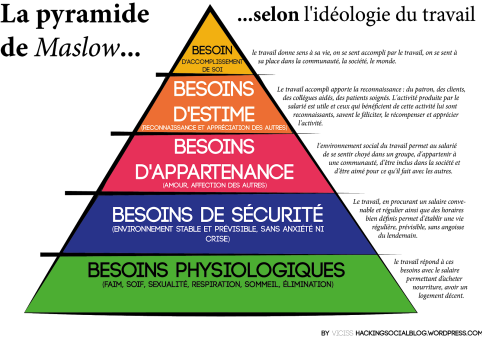 La pyramide
de Maslow...
...selon l'idéologie du travail
BESOIN
D'ACCOMPLISSEMENT
DE SOI
le travail donne sens à sa vie, on se sent accompli par le travail, on se sent à
sa place dans la communauté, la société, le monde.
BESOINS
D'ESTIME
(RECONNAISSANCE ET APPRÉCIATION DES AUTRES)
Le travail accompli apporte la reconnaissance : du patron, des clients,
des collègues aidés, des patients soignés. L'activité produite par le
salarié est utile et ceux qui bénéficient de cette activité lui sont
reconnaissants, savent le féliciter, le récompenser et apprécier
l'activité.
BESOINS
D'APPARTENANCE
(AMOUR, AFFECTION DES AUTRES)
l'environnement social du travail permet au salarié
de se sentir choyé dans un groupe, d'appartenir à
une communauté, d'être inclus dans la société et
d'être aimé pour ce qu'il fait avec les autres.
BESOINS DE SÉCURITÉ
(ENVIRONNEMENT STABLE ET PRÉVISIBLE, SANS ANXIÉTÉ NI
CRISE)
Le travail, en procurant un salaire conve-
nable et régulier ainsi que des horaires
bien définis permet d'établir une vie
régulière, prévisible, sans angoisse
du lendemain.
BESOINS PHYSIOLOGIQUES
(FAIM, SOIF, SEXUALITÉ, RESPIRATION, SOMMEIL, ÉLIMINATION)
le travail répond à ces
besoins avec le salaire
permettant d'acheter
nourriture, avoir un
logement décent.
BY VICISS HACKINGSOCIALBLOG.WORDPRESS.COM